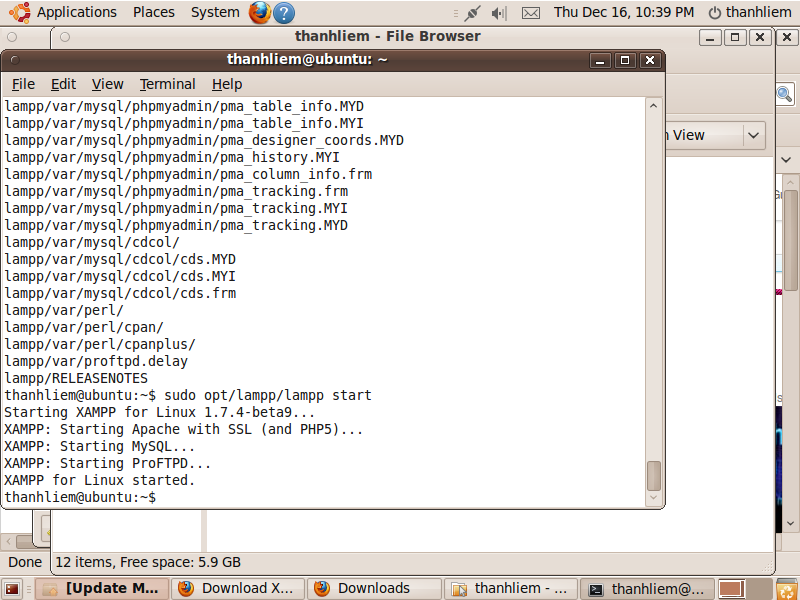 Applications Places System
Thu Dec 16, 10:39 PM thanhliem
thanhliem - File Browser
thanhliem@ubuntu: ~
File Edit View Terminal Help
View
lampp/var/mysql/phpmyadmin/pma_table_info.MYD
lampp/var/mysql/phpmyadmin/pma_table_info.MYI
lampp/var/mysql/phpmyadmin/pma_designer_coords.MYD
lampp/var/mysql/phpmyadmin/pma_history.MYI
lampp/var/mysql/phpmyadmin/pma_column_info.frm
lampp/var/mysql/phpmyadmin/pma_tracking.frm
lampp/var/mysql/phpmyadmin/pma_tracking.MYI
lampp/var/mysql/phpmyadmin/pma_tracking.MYD
lampp/var/mysql/cdcol/
lampp/var/mysql/cdcol/cds.MYD
lampp/var/mysql/cdcol/cds.MYI
lampp/var/mysql/cdcol/cds.frm
lampp/var/perl/
lampp/var/perl/cpan/
lampp/var/perl/cpanplus/
lampp/var/proftpd.delay
lampp/RELEASENOTES
thanhliem@ubuntu:~$ sudo opt/lampp/lampp start
Starting XAMPP for Linux 1.7.4-beta9...
XAMPP: Starting Apache with SSL (and PHP5)...
XAMPP: Starting MySQL...
XAMPP: Starting ProFTPD...
XAMPP for Linux started.
thanhliem@ubuntu:~$
Done
12 items, Free space: 5.9 GB
[Update M... Download X... Downloads thanhliem - ... thanhliem@...